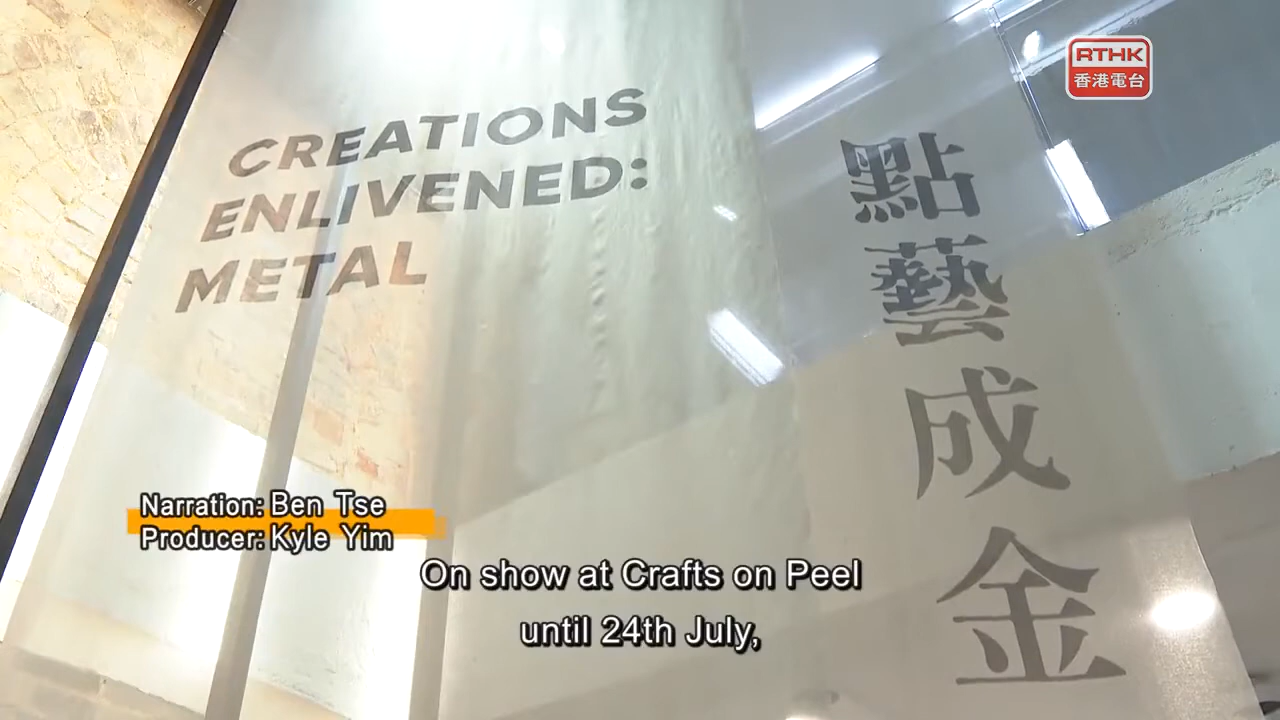 RTHK
香港電台
CREATIONS
ENLIVENED:
METAL
點藝成金
Narration: Ben Tse
Producer: Kyle Yim
On show at Crafts on Peel
until 24th July,